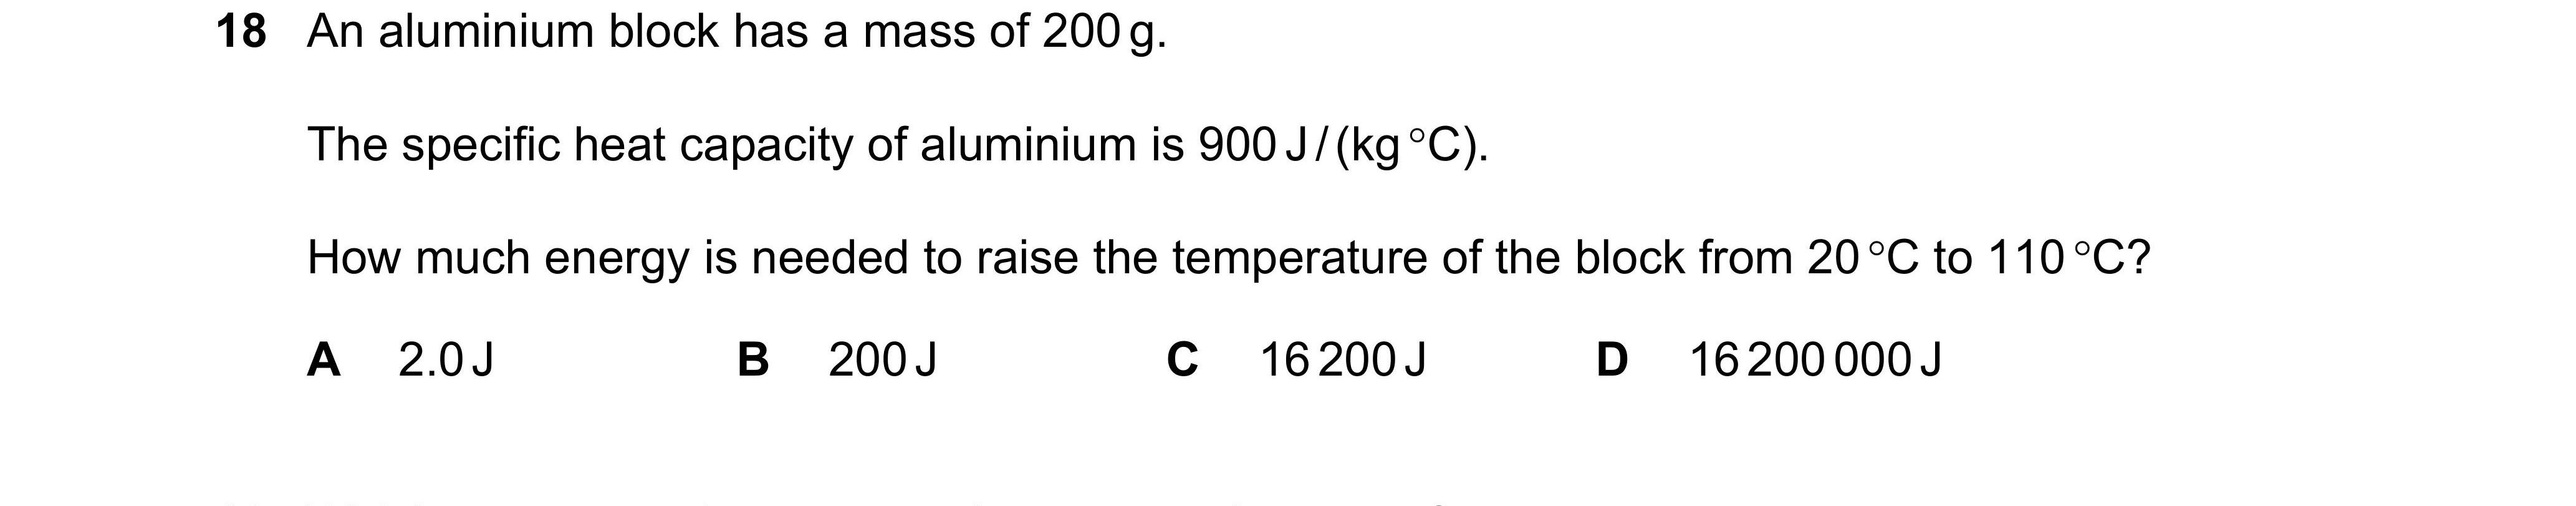 18 An aluminium block has a mass of 200 g.
The specific heat capacity of aluminium is 900 J / (kg °C).
How much energy is needed to raise the temperature of the block from 20 °C to 110 °C?
A 2.0 J B 200 J C 16 200 J D 16 200 000 J